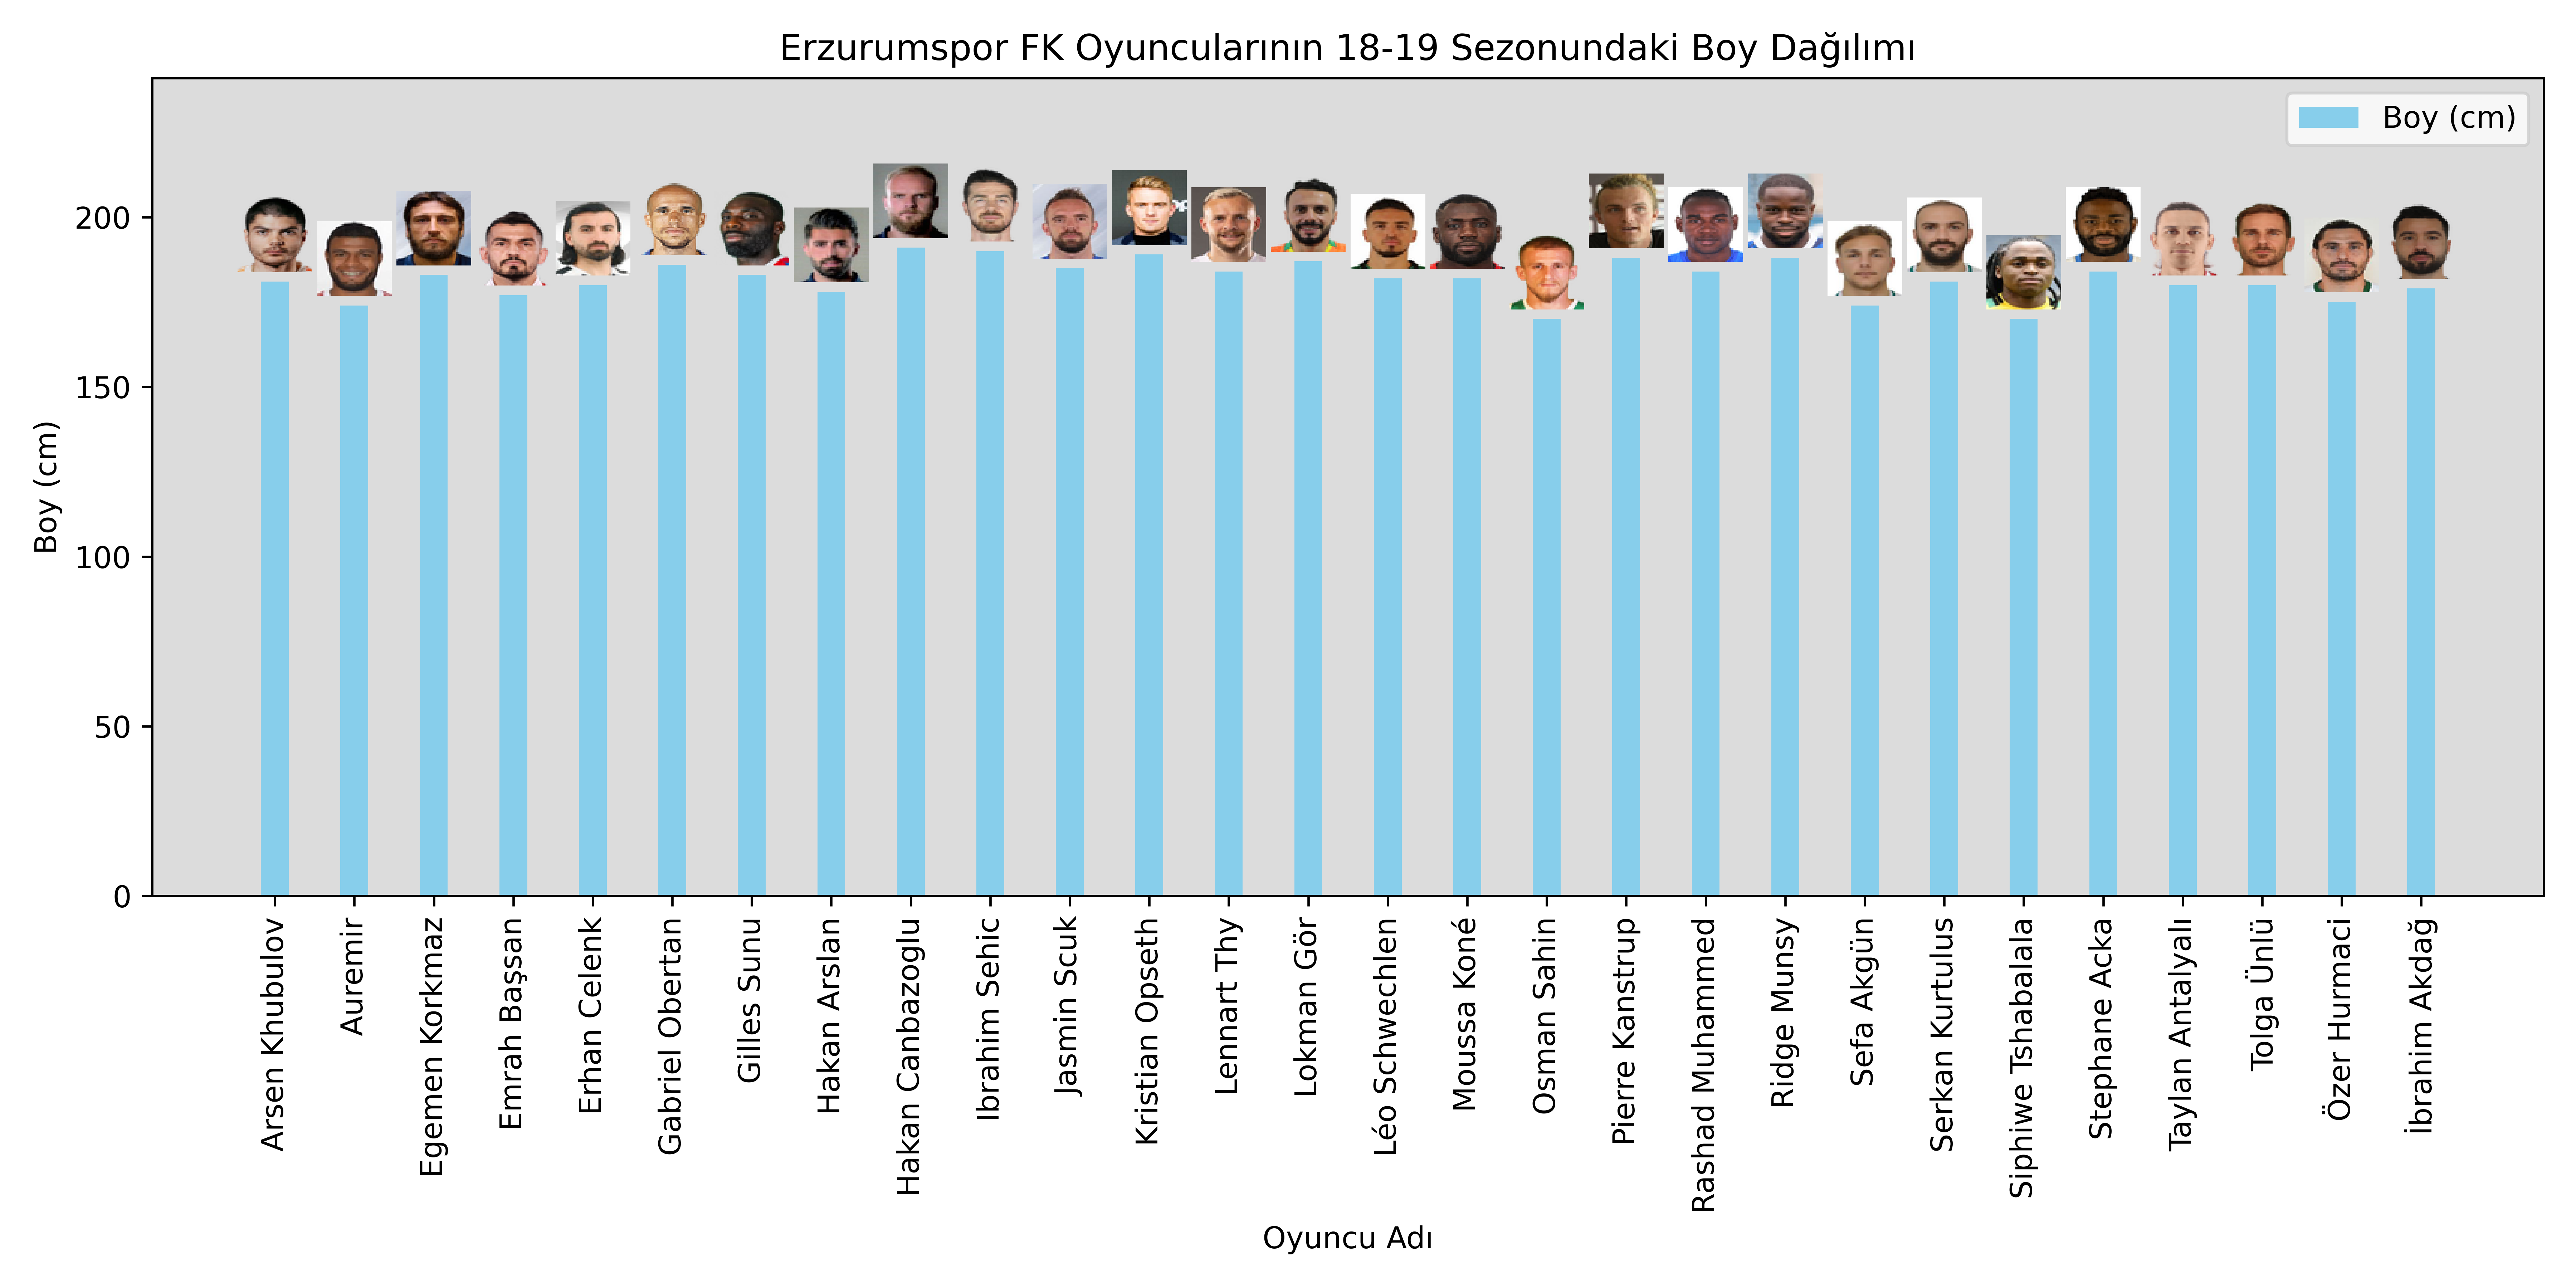 Erzurumspor FK Oyuncularının 18-19 Sezonundaki Boy Dağılımı
Boy (cm)
200
150
100
50
0
Boy (cm)
Arsen Khubulov
Auremir
Egemen Korkmaz
Emrah Başsan
Erhan Celenk
Gabriel Obertan
Gilles Sunu
Hakan Arslan
Hakan Canbazoglu
Ibrahim Sehic
Jasmin Scuk
Kristian Opseth
Lennart Thy
Lokman Gör
Léo Schwechlen
Moussa Koné
Osman Sahin
Pierre Kanstrup
Rashad Muhammed
Ridge Munsy
Sefa Akgün
Serkan Kurtulus
Siphiwe Tshabalala
Stephane Acka
Taylan Antalyalı
Tolga Ünlü
Özer Hurmaci
İbrahim Akdağ
Oyuncu Adı